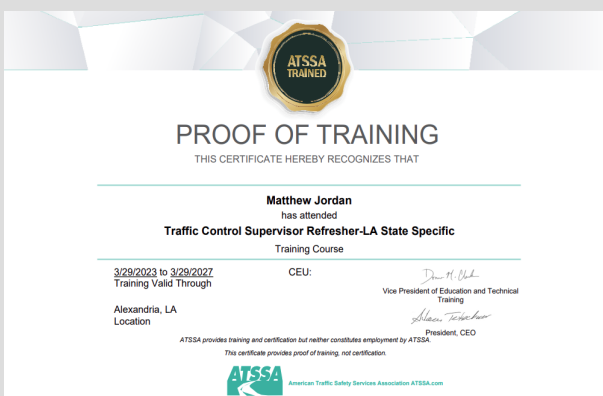 ATSSA
TRAINED
PROOF OF TRAINING
THIS CERTIFICATE HEREBY RECOGNIZES THAT
Matthew Jordan
has attended
Traffic Control Supervisor Refresher-LA State Specific
Training Course
3/29/2023 to 3/29/2027
Training Valid Through
CEU:
Vice President of Education and Technical
Training
Alexandria, LA
Location
President, CEO
ATSSA provides training and certification but neither constitutes employment by ATSSA.
This certificate provides proof of training, not certification.
ATSSA
American Traffic Safety Services Association ATSSA.com